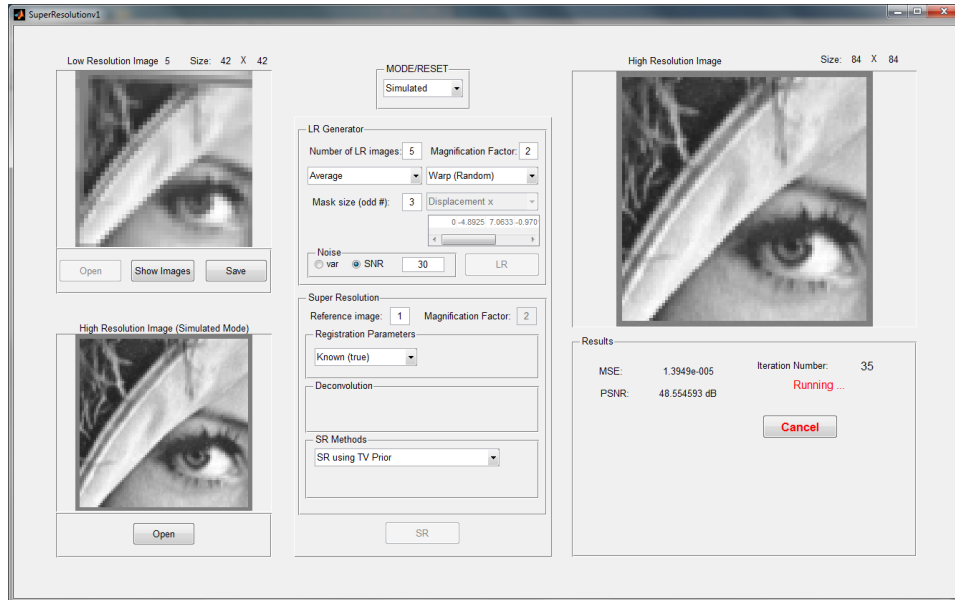 SuperResolutionv1
Low Resolution Image 5 Size: 42 X 42
Open
Show Images
Save
High Resolution Image (Simulated Mode)
Open
MODE/RESET
Simulated
LR Generator
Number of LR images: 5 Magnification Factor: 2
Average
Warp (Random)
Mask size (odd #): 3
Displacement x
0 -4.8925 7.0633 -0.970
Noise
var SNR 30
LR
Super Resolution
Reference image: 1 Magnification Factor: 2
Registration Parameters
Known (true)
Deconvolution
SR Methods
SR using TV Prior
SR
High Resolution Image Size: 84 X 84
Results
MSE: 1.3949e-005
PSNR: 48.554593 dB
Iteration Number: 35
Running ...
Cancel